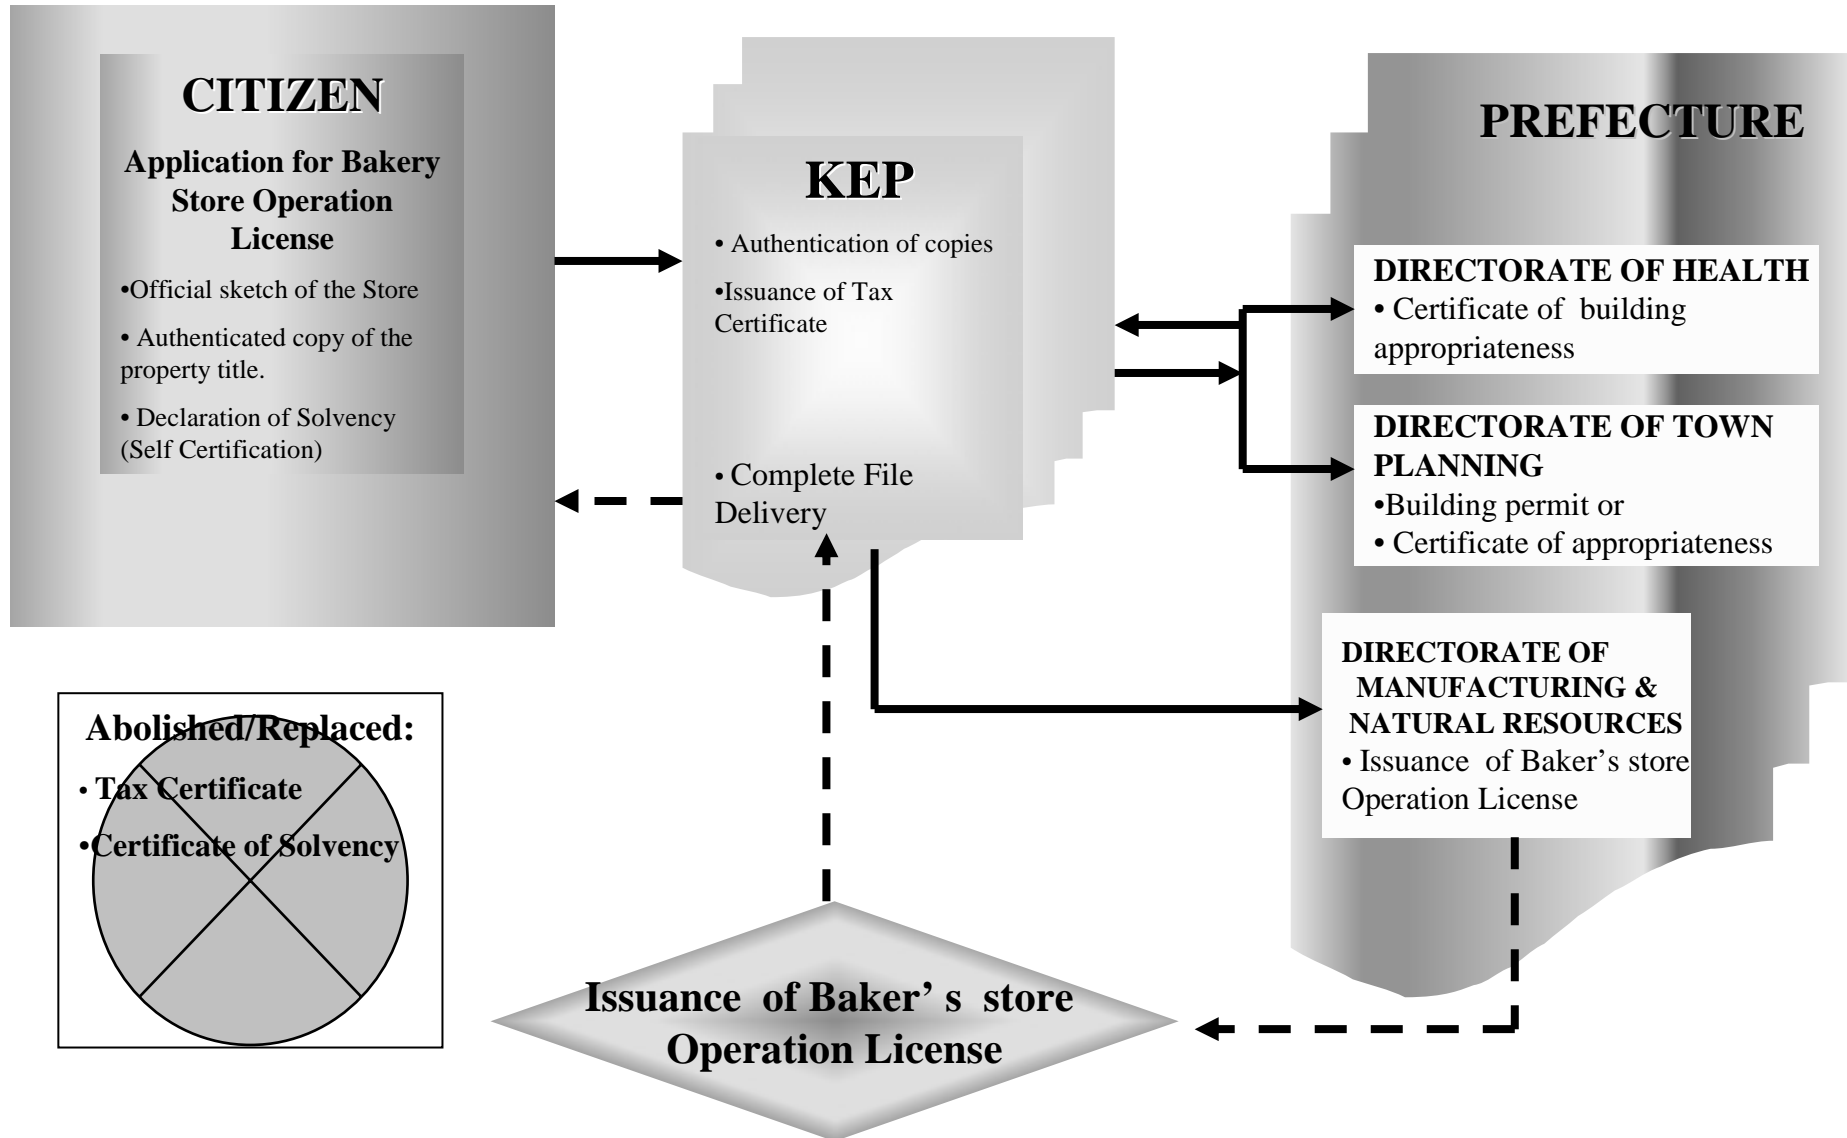 CITIZEN
Application for Bakery
Store Operation
License
•Official sketch of the Store
• Authenticated copy of the
property title.
• Declaration of Solvency
(Self Certification)
KEP
• Authentication of copies
•Issuance of Tax
Certificate
• Complete File
Delivery
PREFECTURE
DIRECTORATE OF HEALTH
• Certificate of  building
appropriateness
DIRECTORATE OF TOWN
PLANNING
•Building permit or
• Certificate of appropriateness
DIRECTORATE OF
MANUFACTURING &
NATURAL RESOURCES
• Issuance  of Baker’s store
Operation License
Abolished/Replaced:
• Tax Certificate
•Certificate of Solvency
Issuance  of Baker’ s  store
Operation License